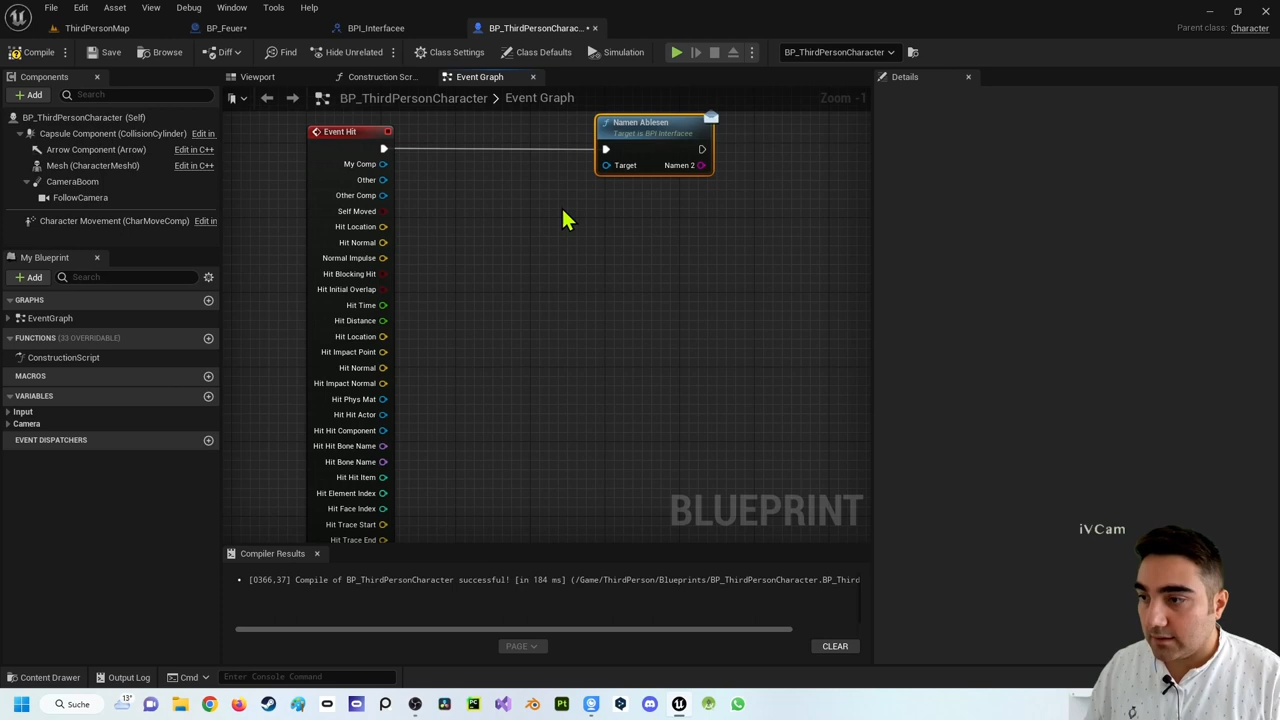 File Edit Asset View Debug Window Tools Help
ThirdPersonMap
BP_Feuer•
BPI_Interfacee
BP_ThirdPersonCharac...•
Parent class: Character
Compile
Save
Browse
Diff
Find
Hide Unrelated
Class Settings
Class Defaults
Simulation
BP_ThirdPersonCharacter
Components
Viewport
Construction Scr...
Event Graph
Details
Add
Search
BP_ThirdPersonCharacter > Event Graph
Zoom -1
BP_ThirdPersonCharacter (Self)
Capsule Component (CollisionCylinder) Edit in
Arrow Component (Arrow) Edit in C++
Mesh (CharacterMesh0) Edit in C++
CameraBoom
FollowCamera
Character Movement (CharMoveComp) Edit in
My Blueprint
Add
Search
GRAPHS
EventGraph
FUNCTIONS (33 OVERRIDABLE)
ConstructionScript
MACROS
VARIABLES
Input
Camera
EVENT DISPATCHERS
Event Hit
My Comp
Other
Other Comp
Self Moved
Hit Location
Hit Normal
Normal Impulse
Hit Blocking Hit
Hit Initial Overlap
Hit Time
Hit Distance
Hit Location
Hit Impact Point
Hit Normal
Hit Impact Normal
Hit Phys Mat
Hit Hit Actor
Hit Hit Component
Hit Hit Bone Name
Hit Bone Name
Hit Hit Item
Hit Element Index
Hit Face Index
Hit Trace Start
Hit Trace End
Namen Ablesen
Target is BPI Interfacee
Target
Namen 2
BLUEPRINT
iVCam
Compiler Results
[0366,37] Compile of BP_ThirdPersonCharacter successful! [in 184 ms] (/Game/ThirdPerson/Blueprints/BP_ThirdPersonCharacter.BP_Third
PAGE
CLEAR
Content Drawer
Output Log
Cmd
Enter Console Command
Suche
13°